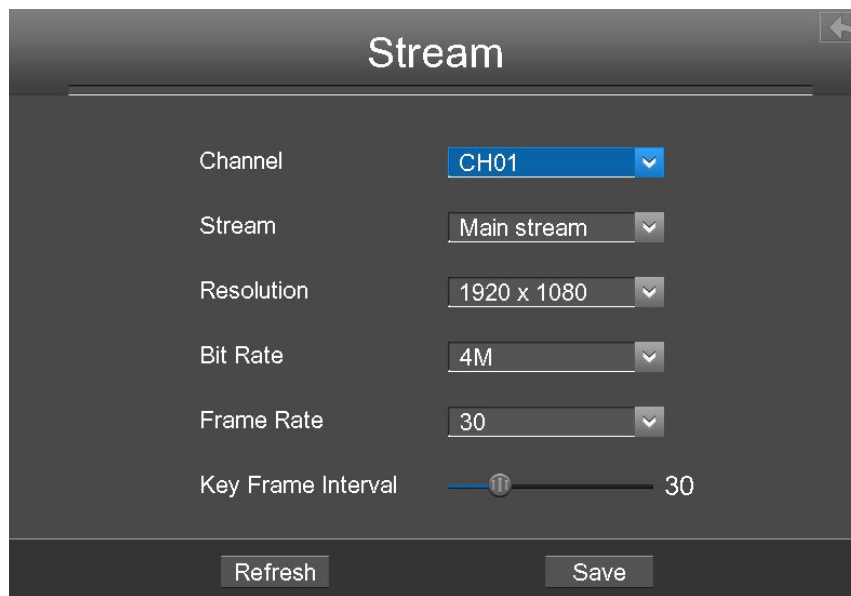 Stream
Channel CH01
Stream Main stream
Resolution 1920 x 1080
Bit Rate 4M
Frame Rate 30
Key Frame Interval 30
Refresh Save